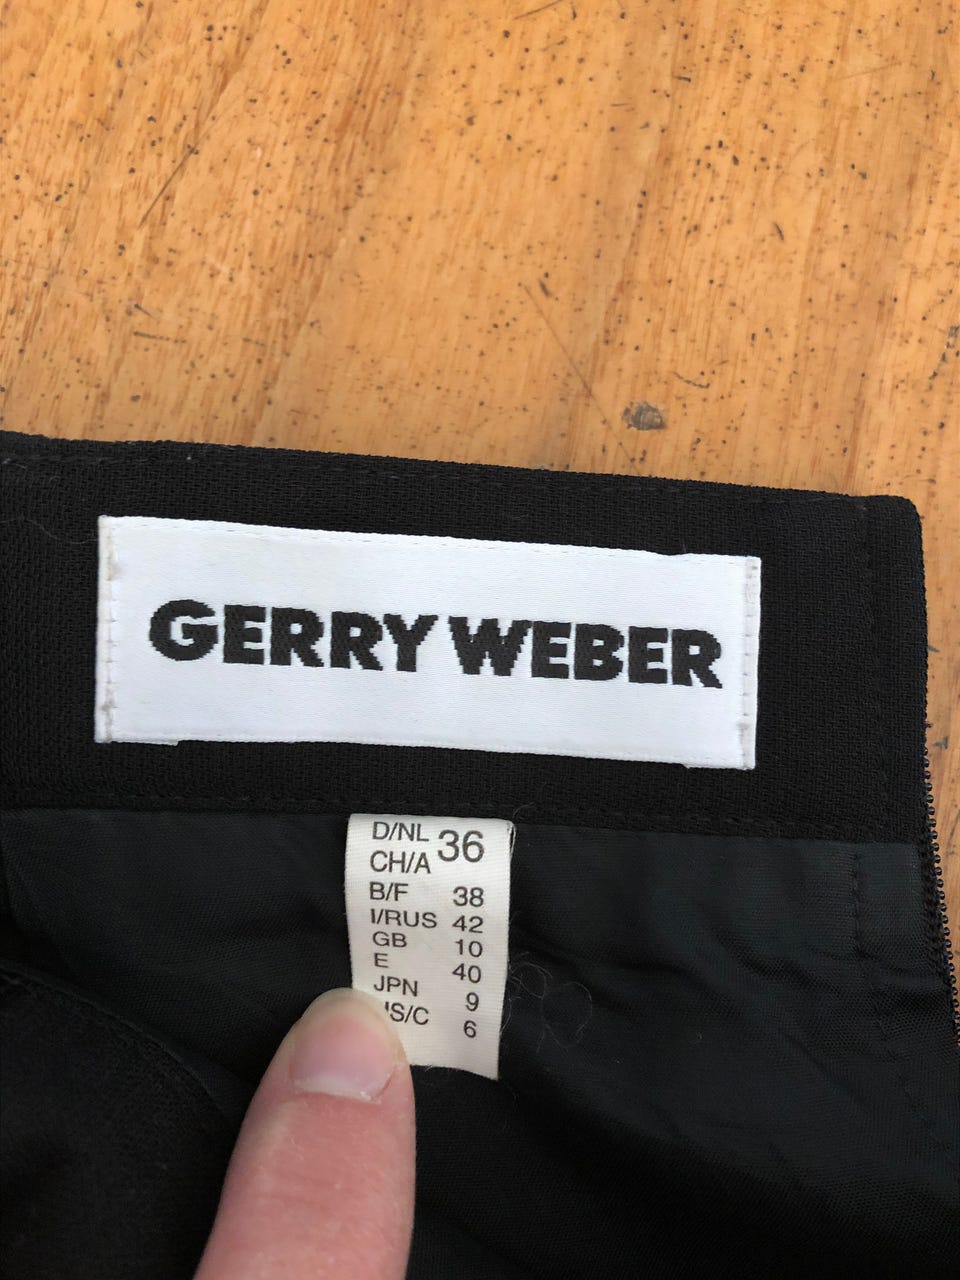 GERRY WEBER
D/NL 36
CH/A
B/F 38
I/RUS 42
GB 10
E 40
JPN 9
S/C 6